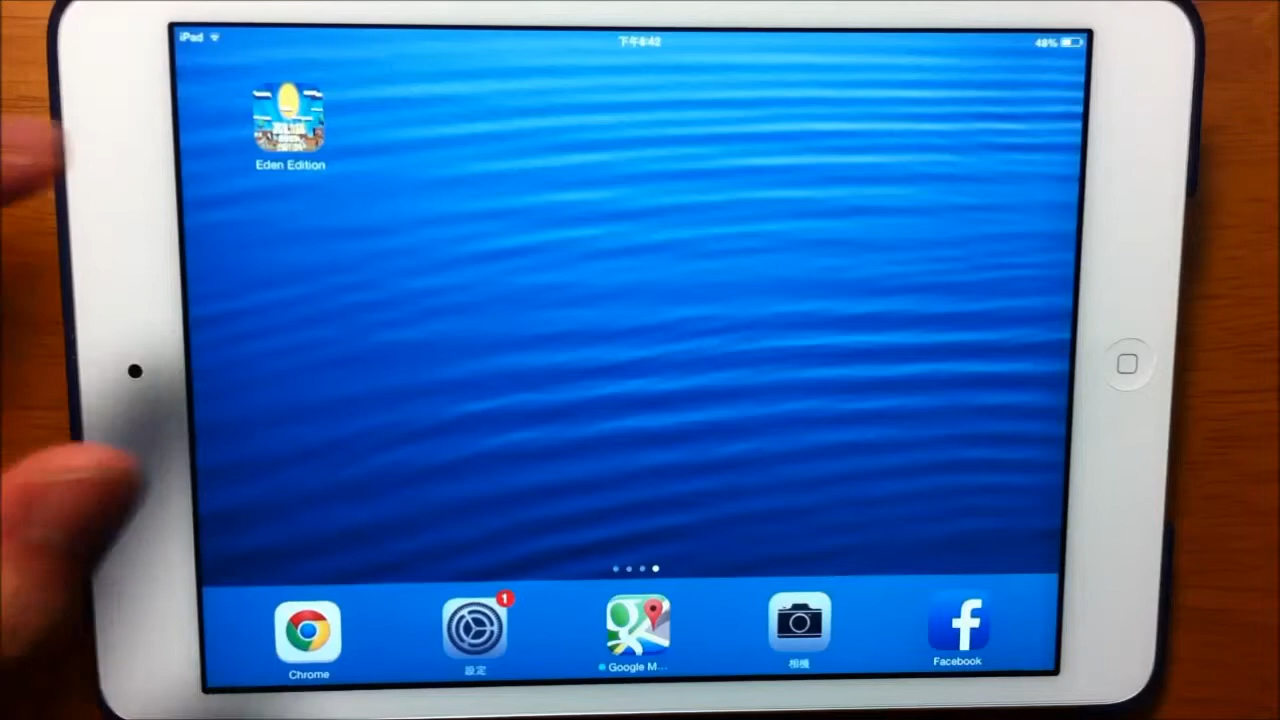 iPad
下午6:42
48%
Eden Edition
1
Chrome
設定
Google M...
相機
Facebook